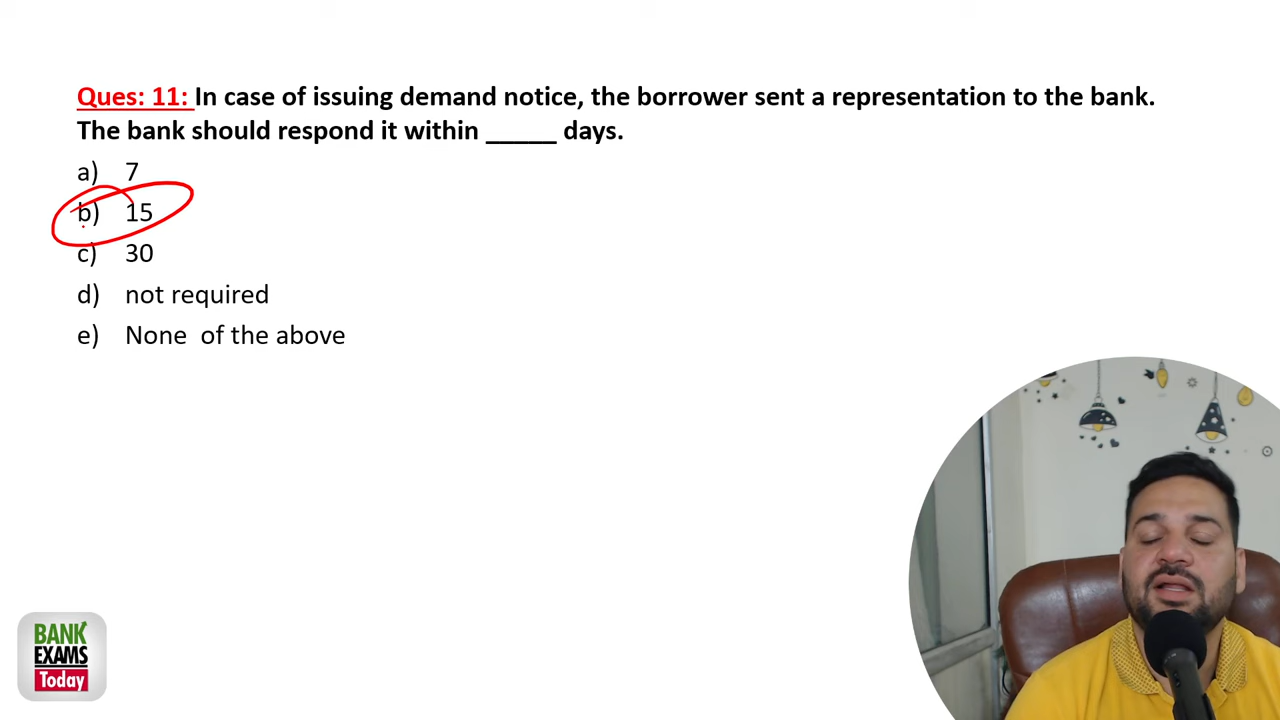 Ques: 11: In case of issuing demand notice, the borrower sent a representation to the bank.
The bank should respond it within _____ days.
a) 7
b) 15
c) 30
d) not required
e) None of the above
BANK
EXAMS
Today